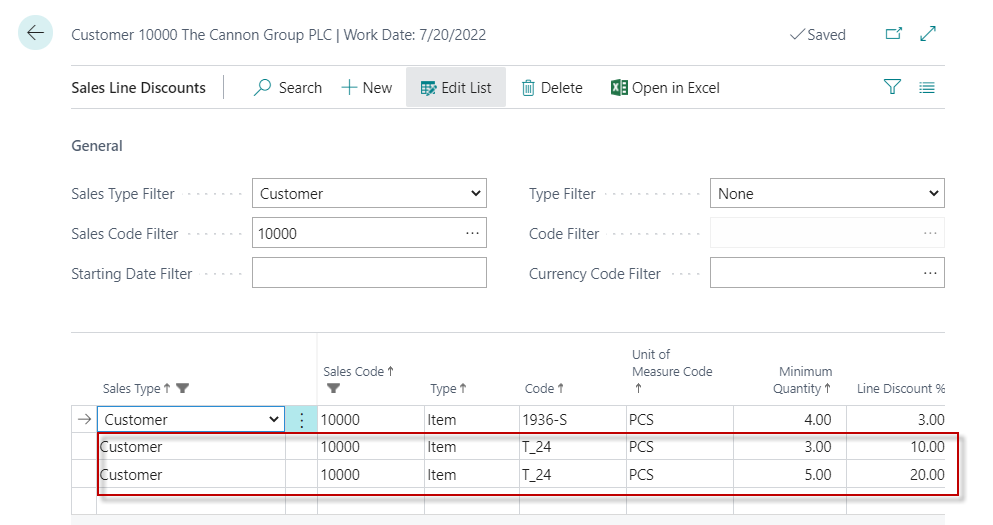 Customer 10000 The Cannon Group PLC | Work Date: 7/20/2022
Saved
Sales Line Discounts
Search
New
Edit List
Delete
Open in Excel
General
Sales Type Filter
Customer
Type Filter
None
Sales Code Filter
10000
Code Filter
Starting Date Filter
Currency Code Filter
Sales Type
Sales Code
Type
Code
Unit of
Measure Code
Minimum
Quantity
Line Discount %
Customer 10000 Item 1936-S PCS 4.00 3.00
Customer 10000 Item T_24 PCS 3.00 10.00
Customer 10000 Item T_24 PCS 5.00 20.00